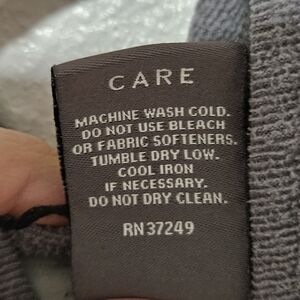 CARE
MACHINE WASH COLD.
DO NOT USE BLEACH
OR FABRIC SOFTENERS.
TUMBLE DRY LOW.
COOL IRON
IF NECESSARY.
DO NOT DRY CLEAN.
RN37249